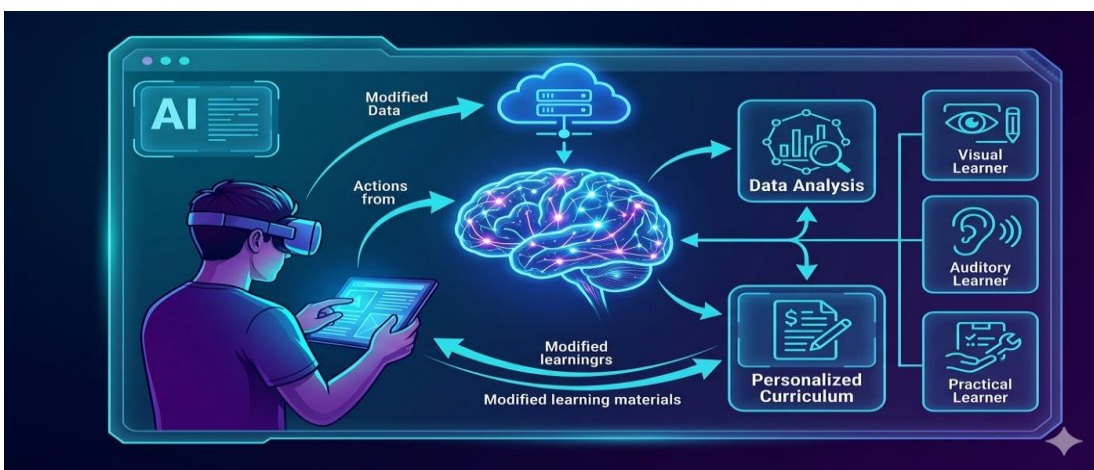 AI
Modified
Data
Actions
from
Data Analysis
Visual
Learner
Auditory
Learner
Modified
learningrs
Modified learning materials
$
Personalized
Curriculum
Practical
Learner